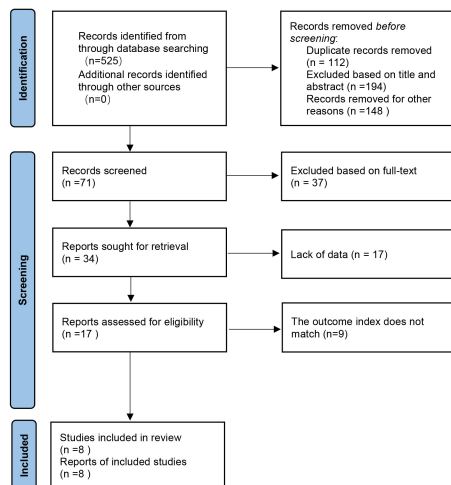 Identification
Records identified from
through database searching
(n=525)
Additional records identified
through other sources
(n=0)
Records removed before
screening:
Duplicate records removed
(n = 112)
Excluded based on title and
abstract (n =194)
Records removed for other
reasons (n =148 )
Screening
Records screened
(n =71)
Excluded based on full-text
(n = 37)
Reports sought for retrieval
(n = 34)
Lack of data (n = 17)
Reports assessed for eligibility
(n =17 )
The outcome index does not
match (n=9)
Included
Studies included in review
(n =8 )
Reports of included studies
(n =8 )